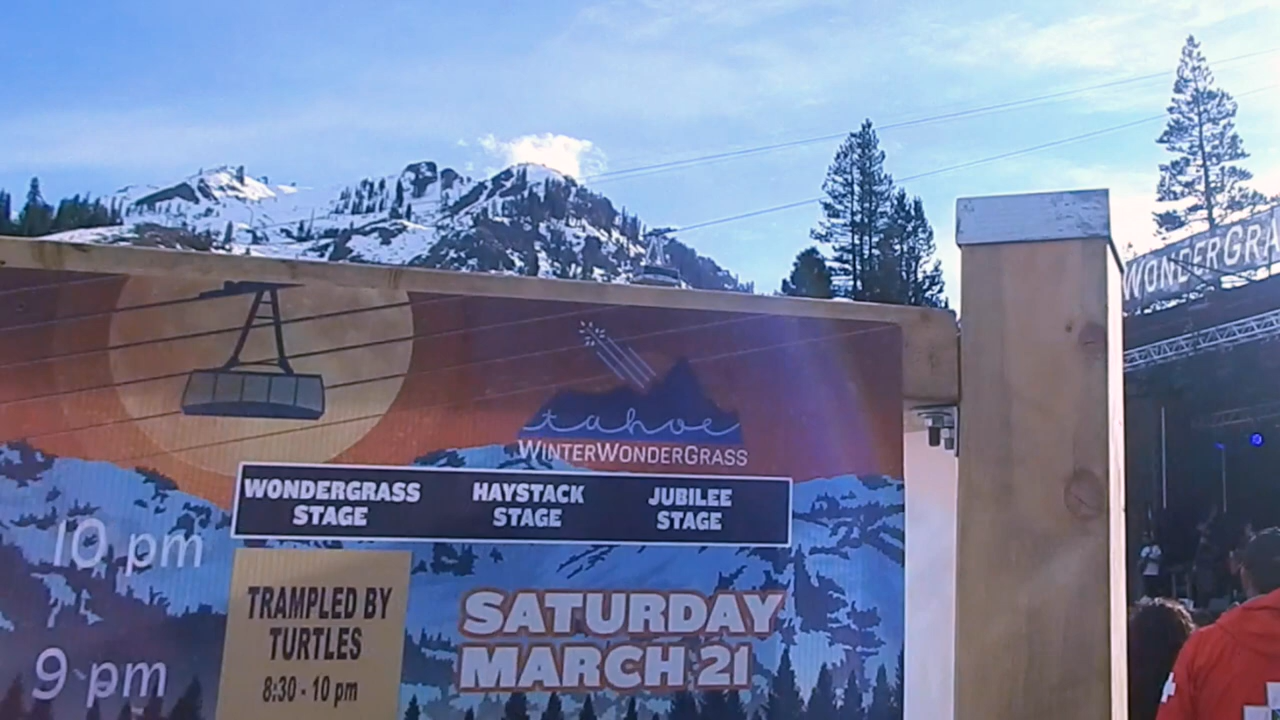 WONDERGRA
tahoe
WINTERWONDERGRASS
WONDERGRASS
STAGE
HAYSTACK
STAGE
JUBILEE
STAGE
10 pm
TRAMPLED BY
TURTLES
8:30 - 10 pm
SATURDAY
MARCH 21
9 pm